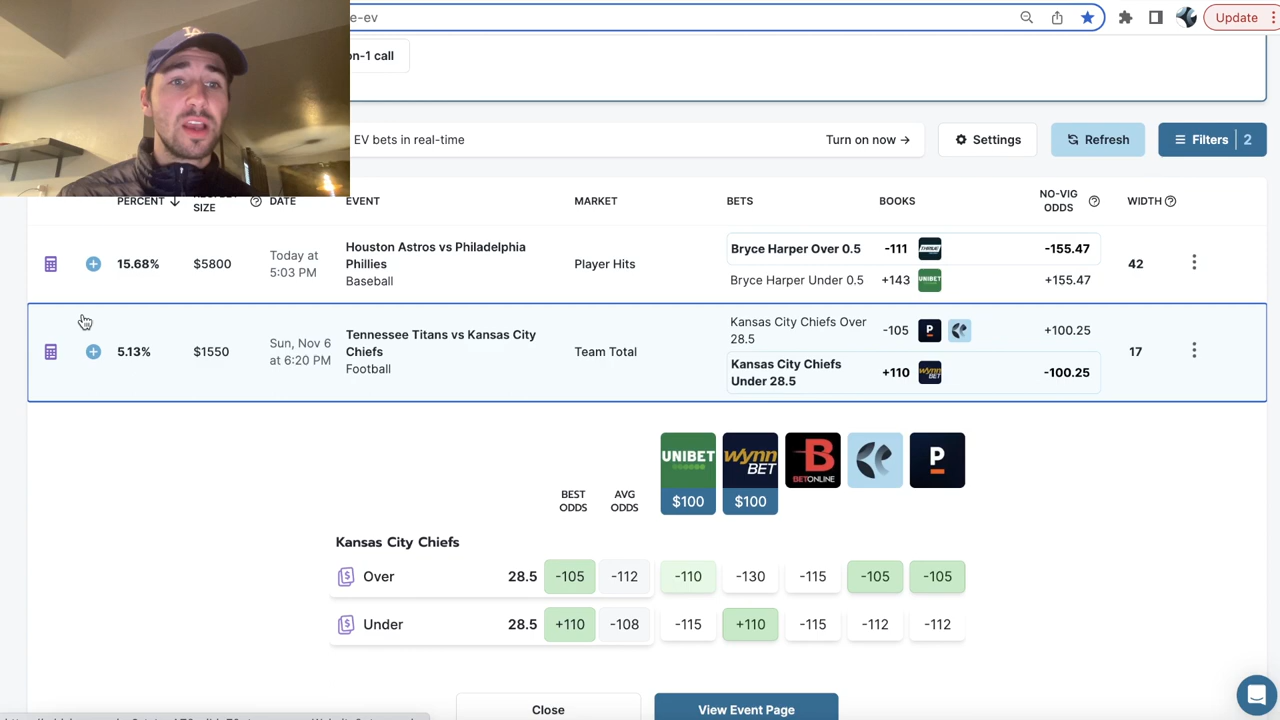 e-ev
Update
on-1 call
EV bets in real-time
Turn on now →
Settings
Refresh
Filters 2
PERCENT
SIZE
DATE
EVENT
MARKET
BETS
BOOKS
NO-VIG
ODDS
WIDTH
15.68%
$5800
Today at
5:03 PM
Houston Astros vs Philadelphia
Phillies
Baseball
Player Hits
Bryce Harper Over 0.5
-111
THRIVE
-155.47
Bryce Harper Under 0.5
+143
UNIBET
+155.47
42
5.13%
$1550
Sun, Nov 6
at 6:20 PM
Tennessee Titans vs Kansas City
Chiefs
Football
Team Total
Kansas City Chiefs Over
28.5
-105
P
+100.25
Kansas City Chiefs
Under 28.5
+110
WYNN
BET
-100.25
17
BEST
ODDS
AVG
ODDS
UNIBET
$100
WYNN
BET
$100
B
BETONLINE
P
Kansas City Chiefs
Over 28.5 -105 -112 -110 -130 -115 -105 -105
Under 28.5 +110 -108 -115 +110 -115 -112 -112
Close
View Event Page